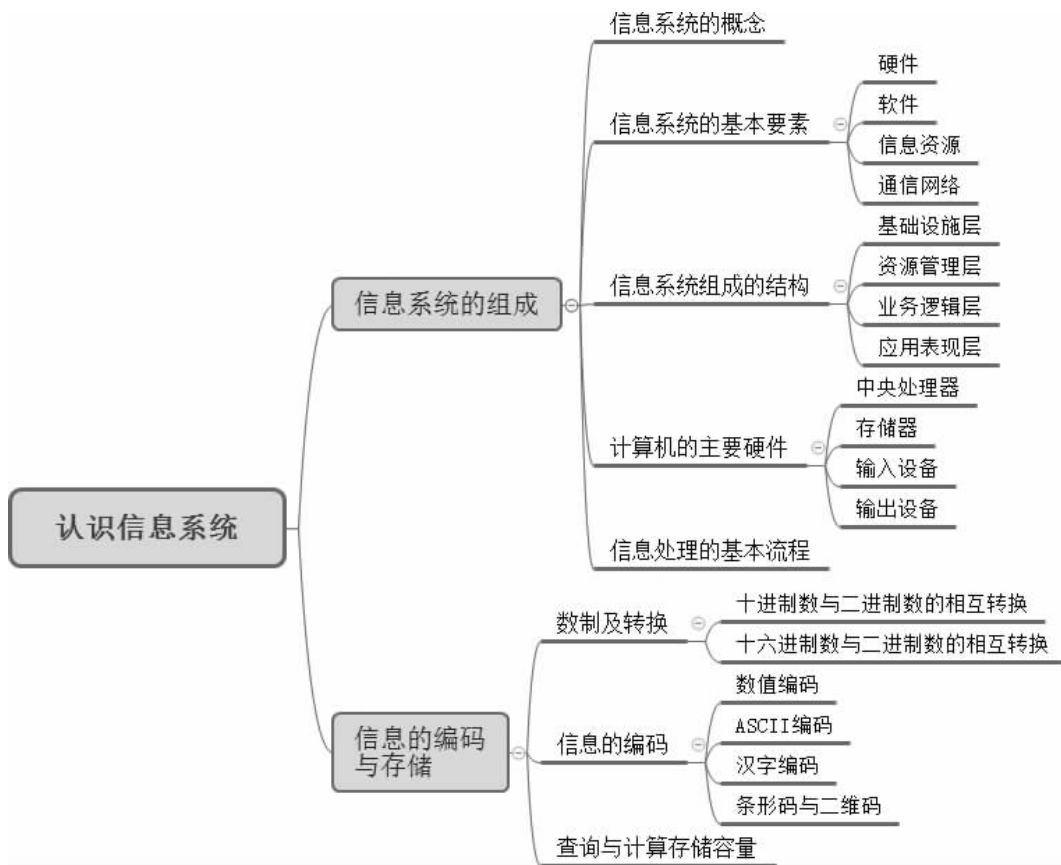 认识信息系统
信息系统的组成
信息系统的概念
信息系统的基本要素
硬件
软件
信息资源
通信网络
信息系统组成的结构
基础设施层
资源管理层
业务逻辑层
应用表现层
计算机的主要硬件
中央处理器
存储器
输入设备
输出设备
信息处理的基本流程
信息的编码
与存储
数制及转换
十进制数与二进制数的相互转换
十六进制数与二进制数的相互转换
信息的编码
数值编码
ASCII编码
汉字编码
条形码与二维码
查询与计算存储容量